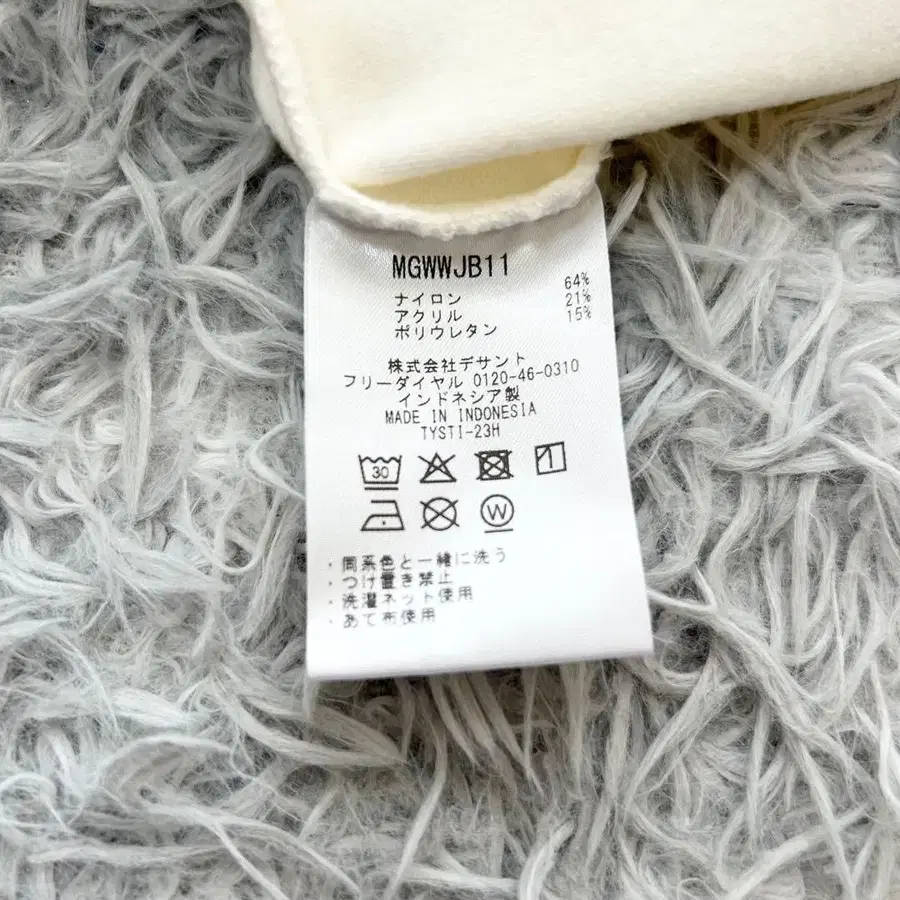 MGWWJB11
ナイロン 64%
アクリル 21%
ポリウレタン 15%
株式会社デサント
フリーダイヤル 0120-46-0310
インドネシア製
MADE IN INDONESIA
TYSTI-23H
30
W
・同系色と一緒に洗う
・つけ置き禁止
・洗濯ネット使用
・あて布使用